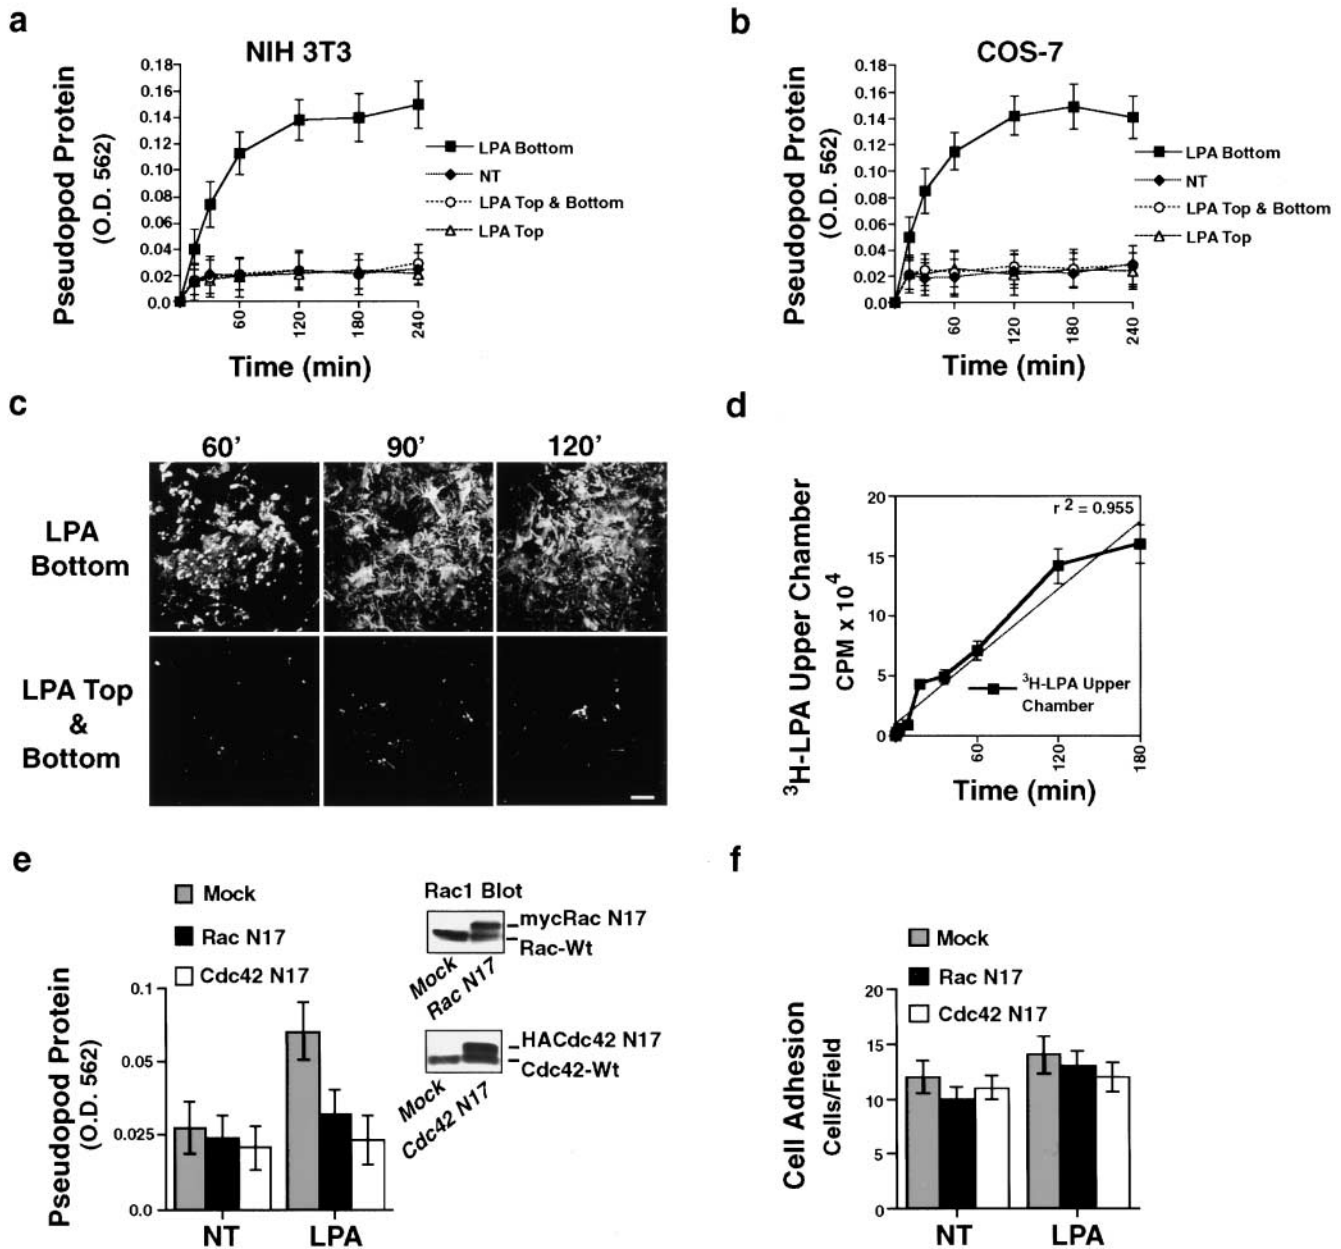 a
NIH 3T3
Pseudopod Protein
(O.D. 562)
0.18
0.16
0.14
0.12
0.10
0.08
0.06
0.04
0.02
0.0
60
120
180
240
Time (min)
LPA Bottom
NT
LPA Top & Bottom
LPA Top
b
COS-7
Pseudopod Protein
(O.D. 562)
0.18
0.16
0.14
0.12
0.10
0.08
0.06
0.04
0.02
0.0
60
120
180
240
Time (min)
LPA Bottom
NT
LPA Top & Bottom
LPA Top
c
60’
90’
120’
LPA
Bottom
LPA Top
&
Bottom
d
³H-LPA Upper Chamber
CPM x 10⁴
20
15
10
5
0
r² = 0.955
³H-LPA Upper
Chamber
60
120
180
Time (min)
e
Mock
Rac N17
Cdc42 N17
Pseudopod Protein
(O.D. 562)
0.1
0.05
0.025
0.0
NT
LPA
Rac1 Blot
mycRac N17
Rac-Wt
Mock
Rac N17
HACdc42 N17
Cdc42-Wt
Mock
Cdc42 N17
f
Mock
Rac N17
Cdc42 N17
Cell Adhesion
Cells/Field
20
15
10
5
0
NT
LPA